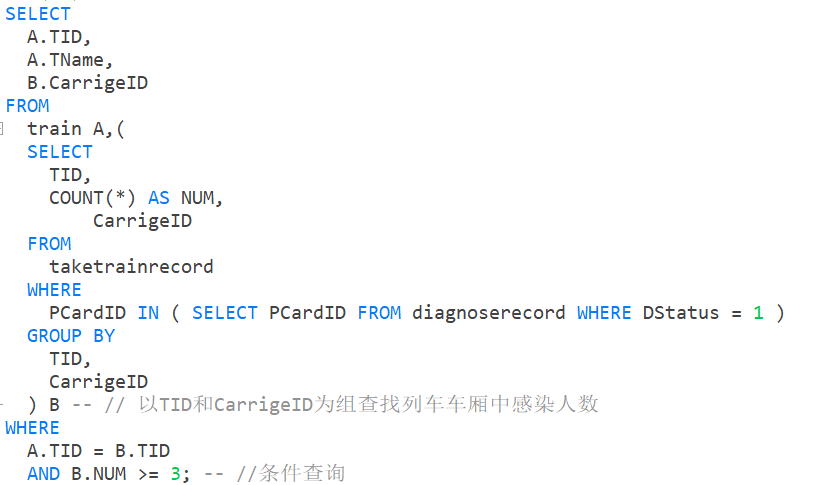 SELECT
A.TID,
A.TName,
B.CarrigeID
FROM
train A,(
SELECT
TID,
COUNT(*) AS NUM,
CarrigeID
FROM
taketrainrecord
WHERE
PCardID IN ( SELECT PCardID FROM diagnoserecord WHERE DStatus = 1 )
GROUP BY
TID,
CarrigeID
) B -- // 以TID和CarrigeID为组查找列车车厢中感染人数
WHERE
A.TID = B.TID
AND B.NUM >= 3; -- //条件查询